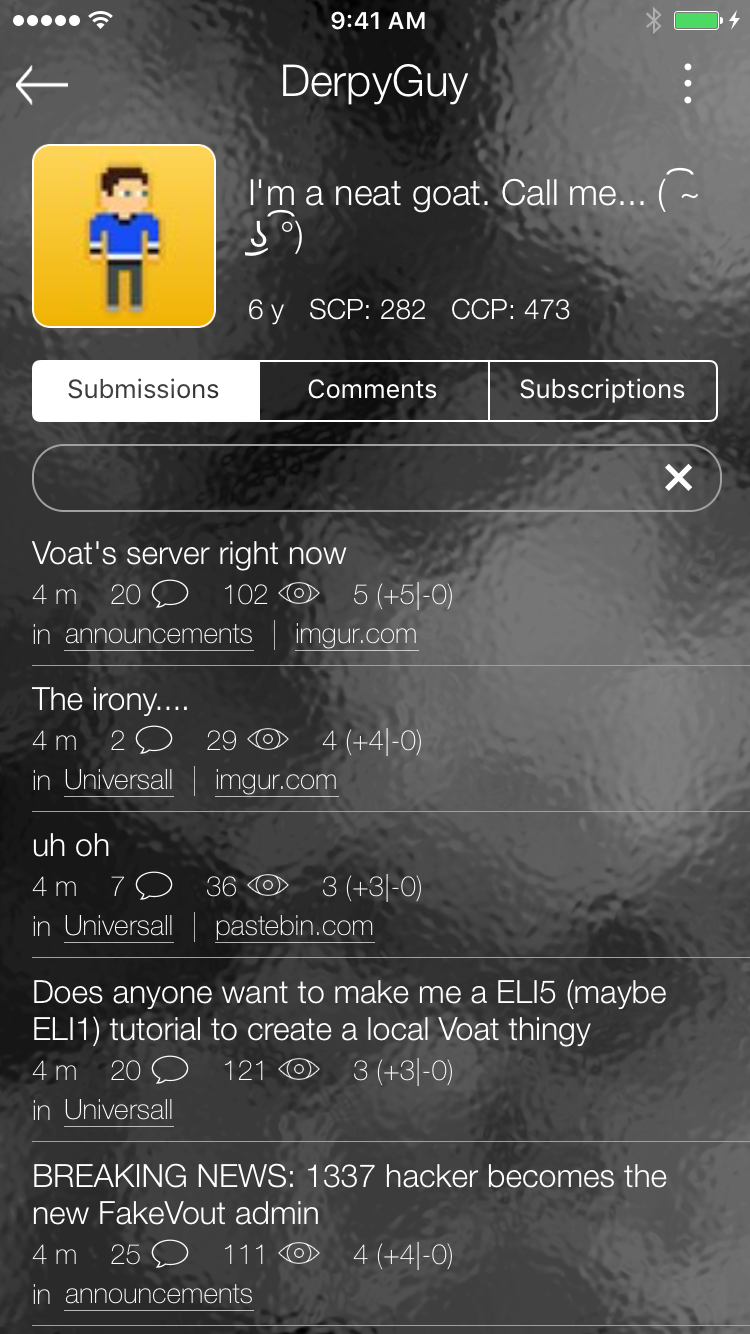 9:41 AM
DerpyGuy
I'm a neat goat. Call me... ( ͡~
 ͜ʖ ͡°)
6 y SCP: 282 CCP: 473
Submissions Comments Subscriptions
Voat's server right now
4 m 20 102 5 (+5|-0)
in announcements | imgur.com
The irony....
4 m 2 29 4 (+4|-0)
in Universall | imgur.com
uh oh
4 m 7 36 3 (+3|-0)
in Universall | pastebin.com
Does anyone want to make me a ELI5 (maybe
ELI1) tutorial to create a local Voat thingy
4 m 20 121 3 (+3|-0)
in Universall
BREAKING NEWS: 1337 hacker becomes the
new FakeVout admin
4 m 25 111 4 (+4|-0)
in announcements